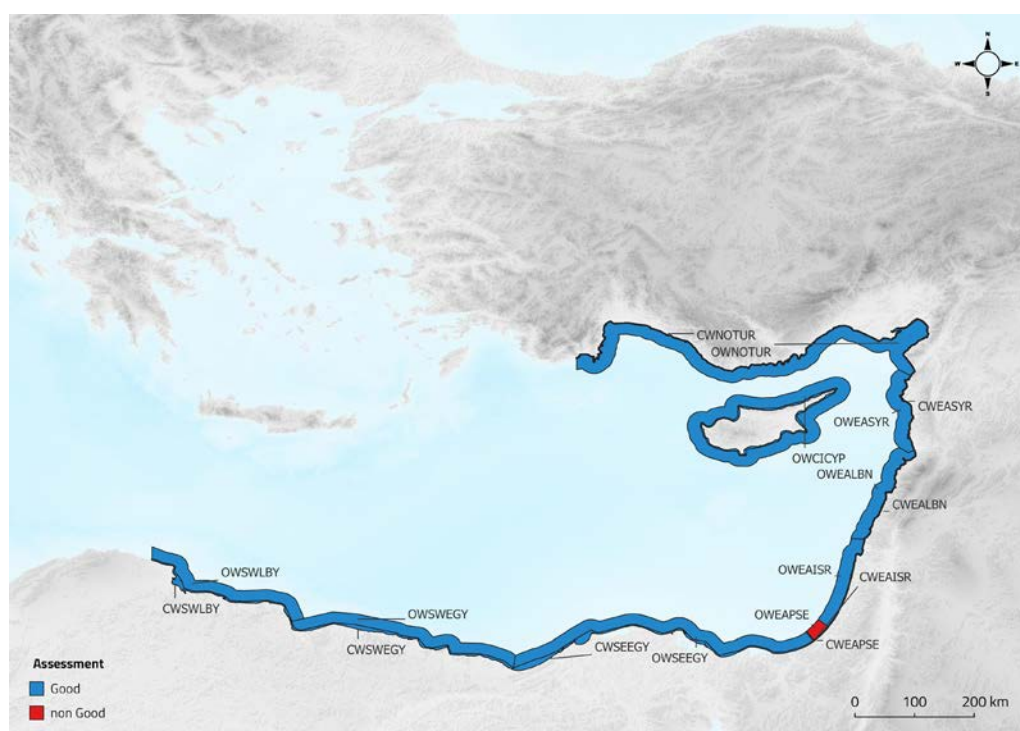 N
W E
S
CWNOTUR
OWNOTUR
CWEASYR
OWEASYR
OWCICYP
OWEALBN
CWEALBN
OWEAISR
CWEAISR
OWSWLBY
CWSWLBY
OWSWEGY
OWEAPSE
CWEAPSE
CWSWEGY
CWSEEGY
OWSEEGY
Assessment
Good
non Good
0 100 200 km